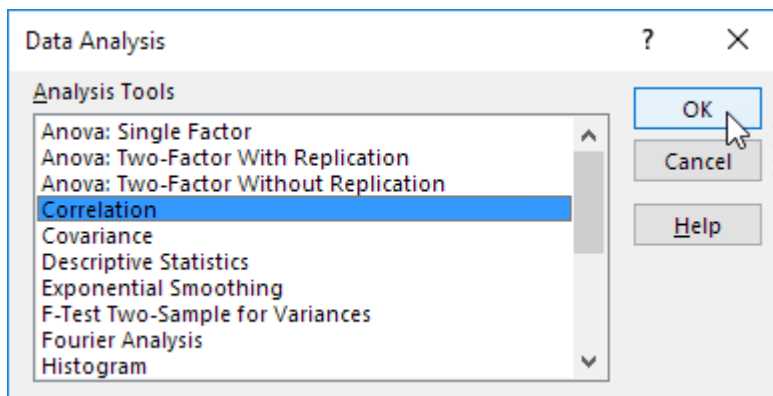 Data Analysis ? ×
Analysis Tools
Anova: Single Factor
Anova: Two-Factor With Replication
Anova: Two-Factor Without Replication
Correlation
Covariance
Descriptive Statistics
Exponential Smoothing
F-Test Two-Sample for Variances
Fourier Analysis
Histogram
OK
Cancel
Help